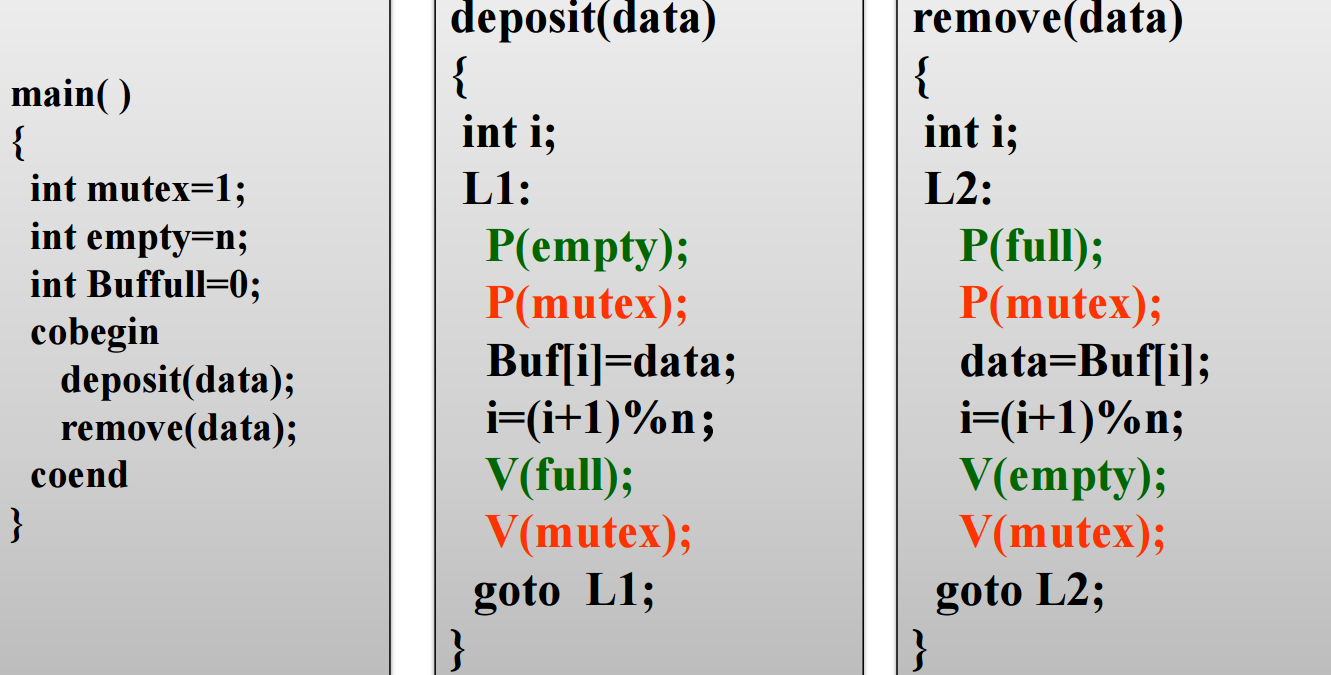 main( )
{
int mutex=1;
int empty=n;
int Buffull=0;
cobegin
deposit(data);
remove(data);
coend
}
deposit(data)
{
int i;
L1:
P(empty);
P(mutex);
Buf[i]=data;
i=(i+1)%n；
V(full);
V(mutex);
goto L1;
}
remove(data)
{
int i;
L2:
P(full);
P(mutex);
data=Buf[i];
i=(i+1)%n;
V(empty);
V(mutex);
goto L2;
}